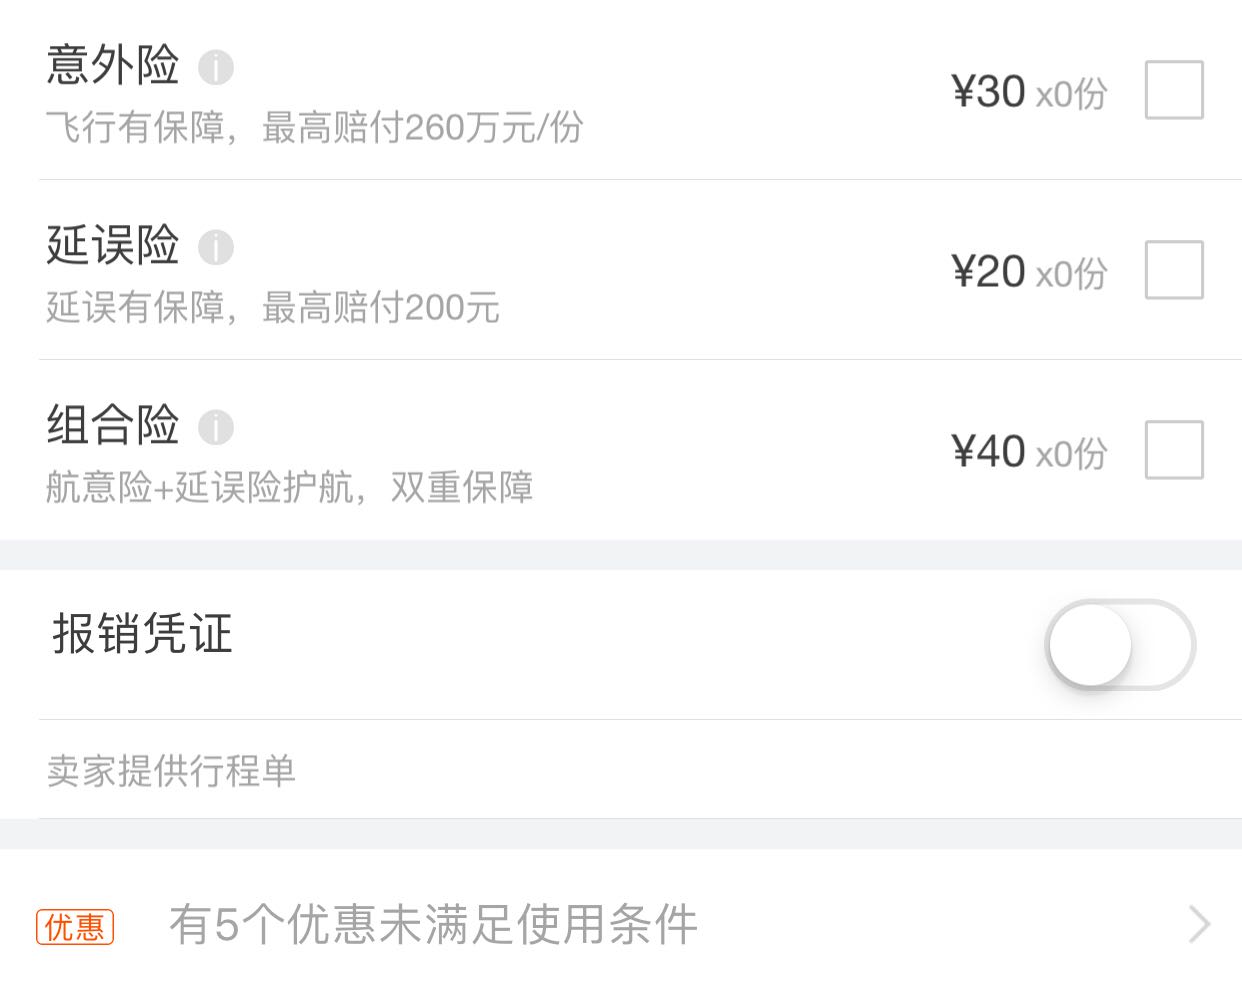 意外险
¥30 x0份
飞行有保障，最高赔付260万元/份
延误险
¥20 x0份
延误有保障，最高赔付200元
组合险
¥40 x0份
航意险+延误险护航，双重保障
报销凭证
卖家提供行程单
优惠 有5个优惠未满足使用条件